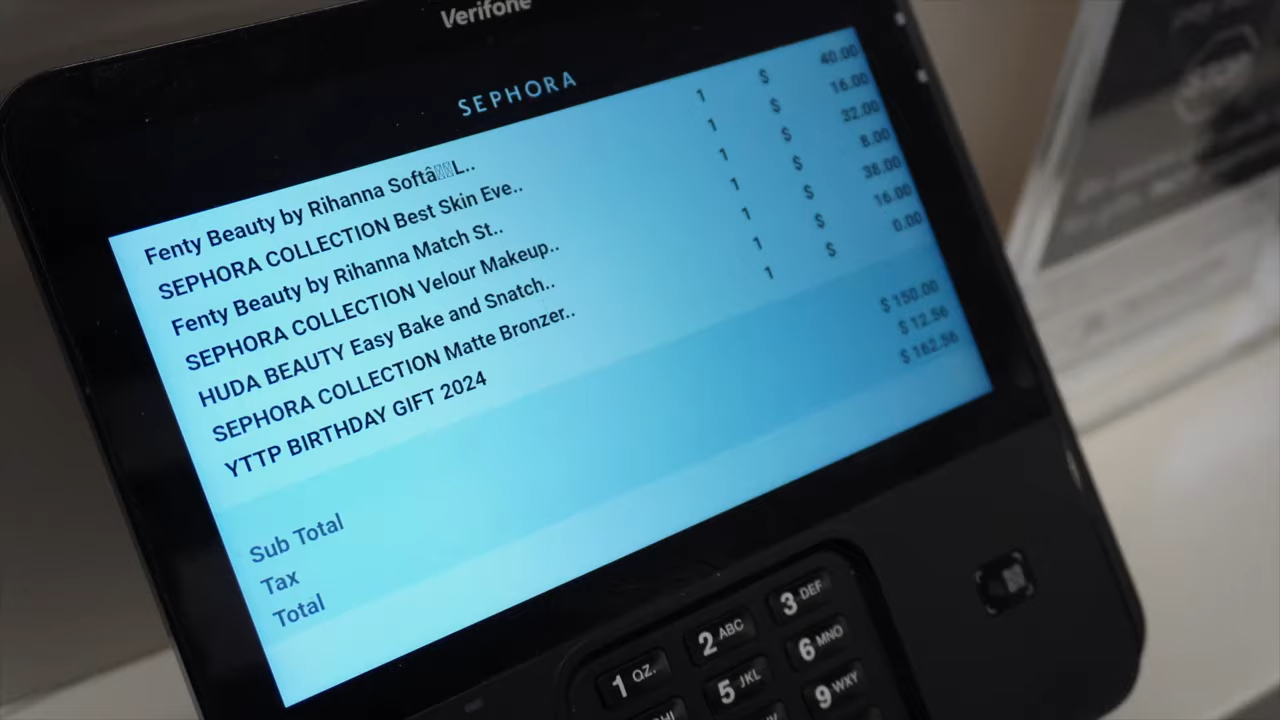 Verifone
SEPHORA
Fenty Beauty by Rihanna Softâ L.. 1 $ 40.00
SEPHORA COLLECTION Best Skin Eve.. 1 $ 16.00
Fenty Beauty by Rihanna Match St.. 1 $ 32.00
SEPHORA COLLECTION Velour Makeup.. 1 $ 8.00
HUDA BEAUTY Easy Bake and Snatch.. 1 $ 38.00
SEPHORA COLLECTION Matte Bronzer.. 1 $ 16.00
YTTP BIRTHDAY GIFT 2024 1 $ 0.00
Sub Total $ 150.00
Tax $ 12.56
Total $ 162.56
1 QZ. 2 ABC 3 DEF
5 JKL 6 MNO
9 WXY